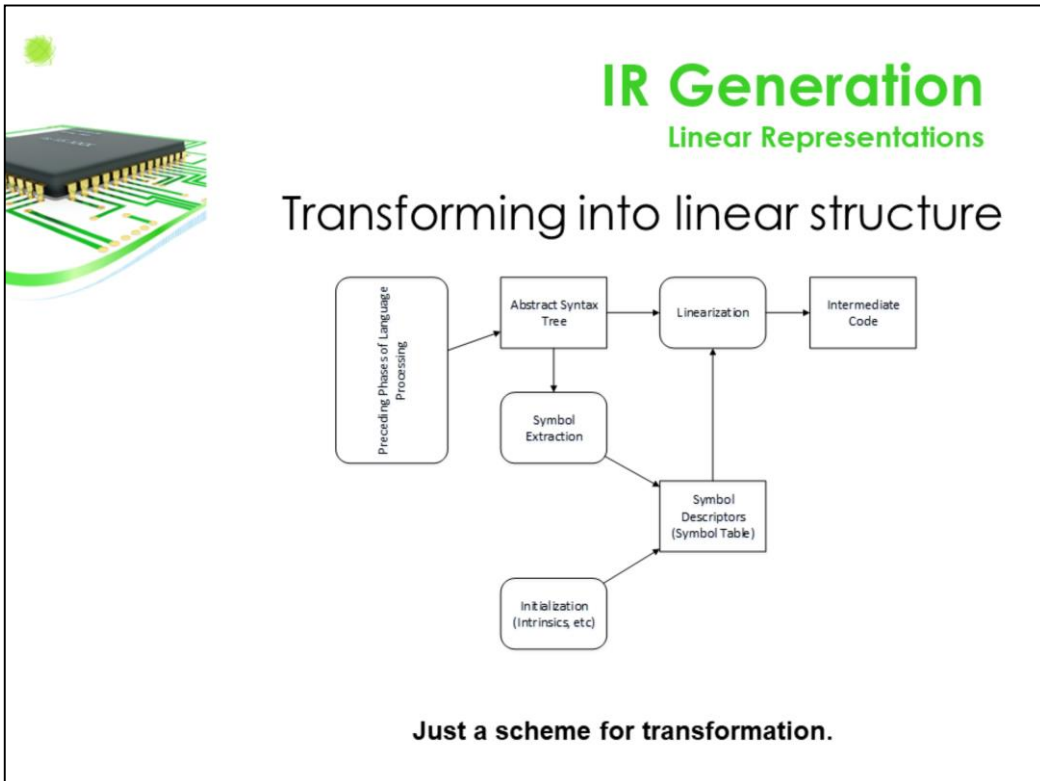 IR Generation
Linear Representations
Transforming into linear structure
Preceding Phases of Language
Processing
Abstract Syntax
Tree
Linearization
Intermediate
Code
Symbol
Extraction
Symbol
Descriptors
(Symbol Table)
Initialization
(Intrinsics, etc)
Just a scheme for transformation.